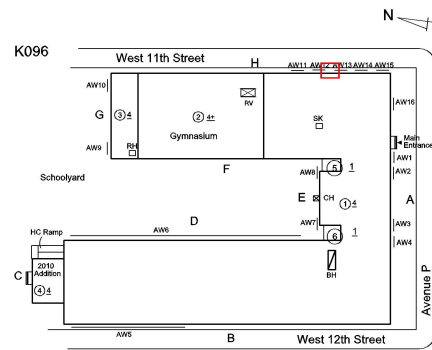 N
K096
West 11th Street
H
AW11 AW12 AW13 AW14 AW15
AW10
RV
AW16
G
3 4
2 4+
SK
Gymnasium
Main
Entrance
RH
AW9
AW1
F
5 1
AW8
AW2
Schoolyard
E
CH
1 4
A
D
AW7
AW3
AW6
6 1
AW4
HC Ramp
2010
Addition
BH
C
4 4
Avenue P
AW5
B
West 12th Street